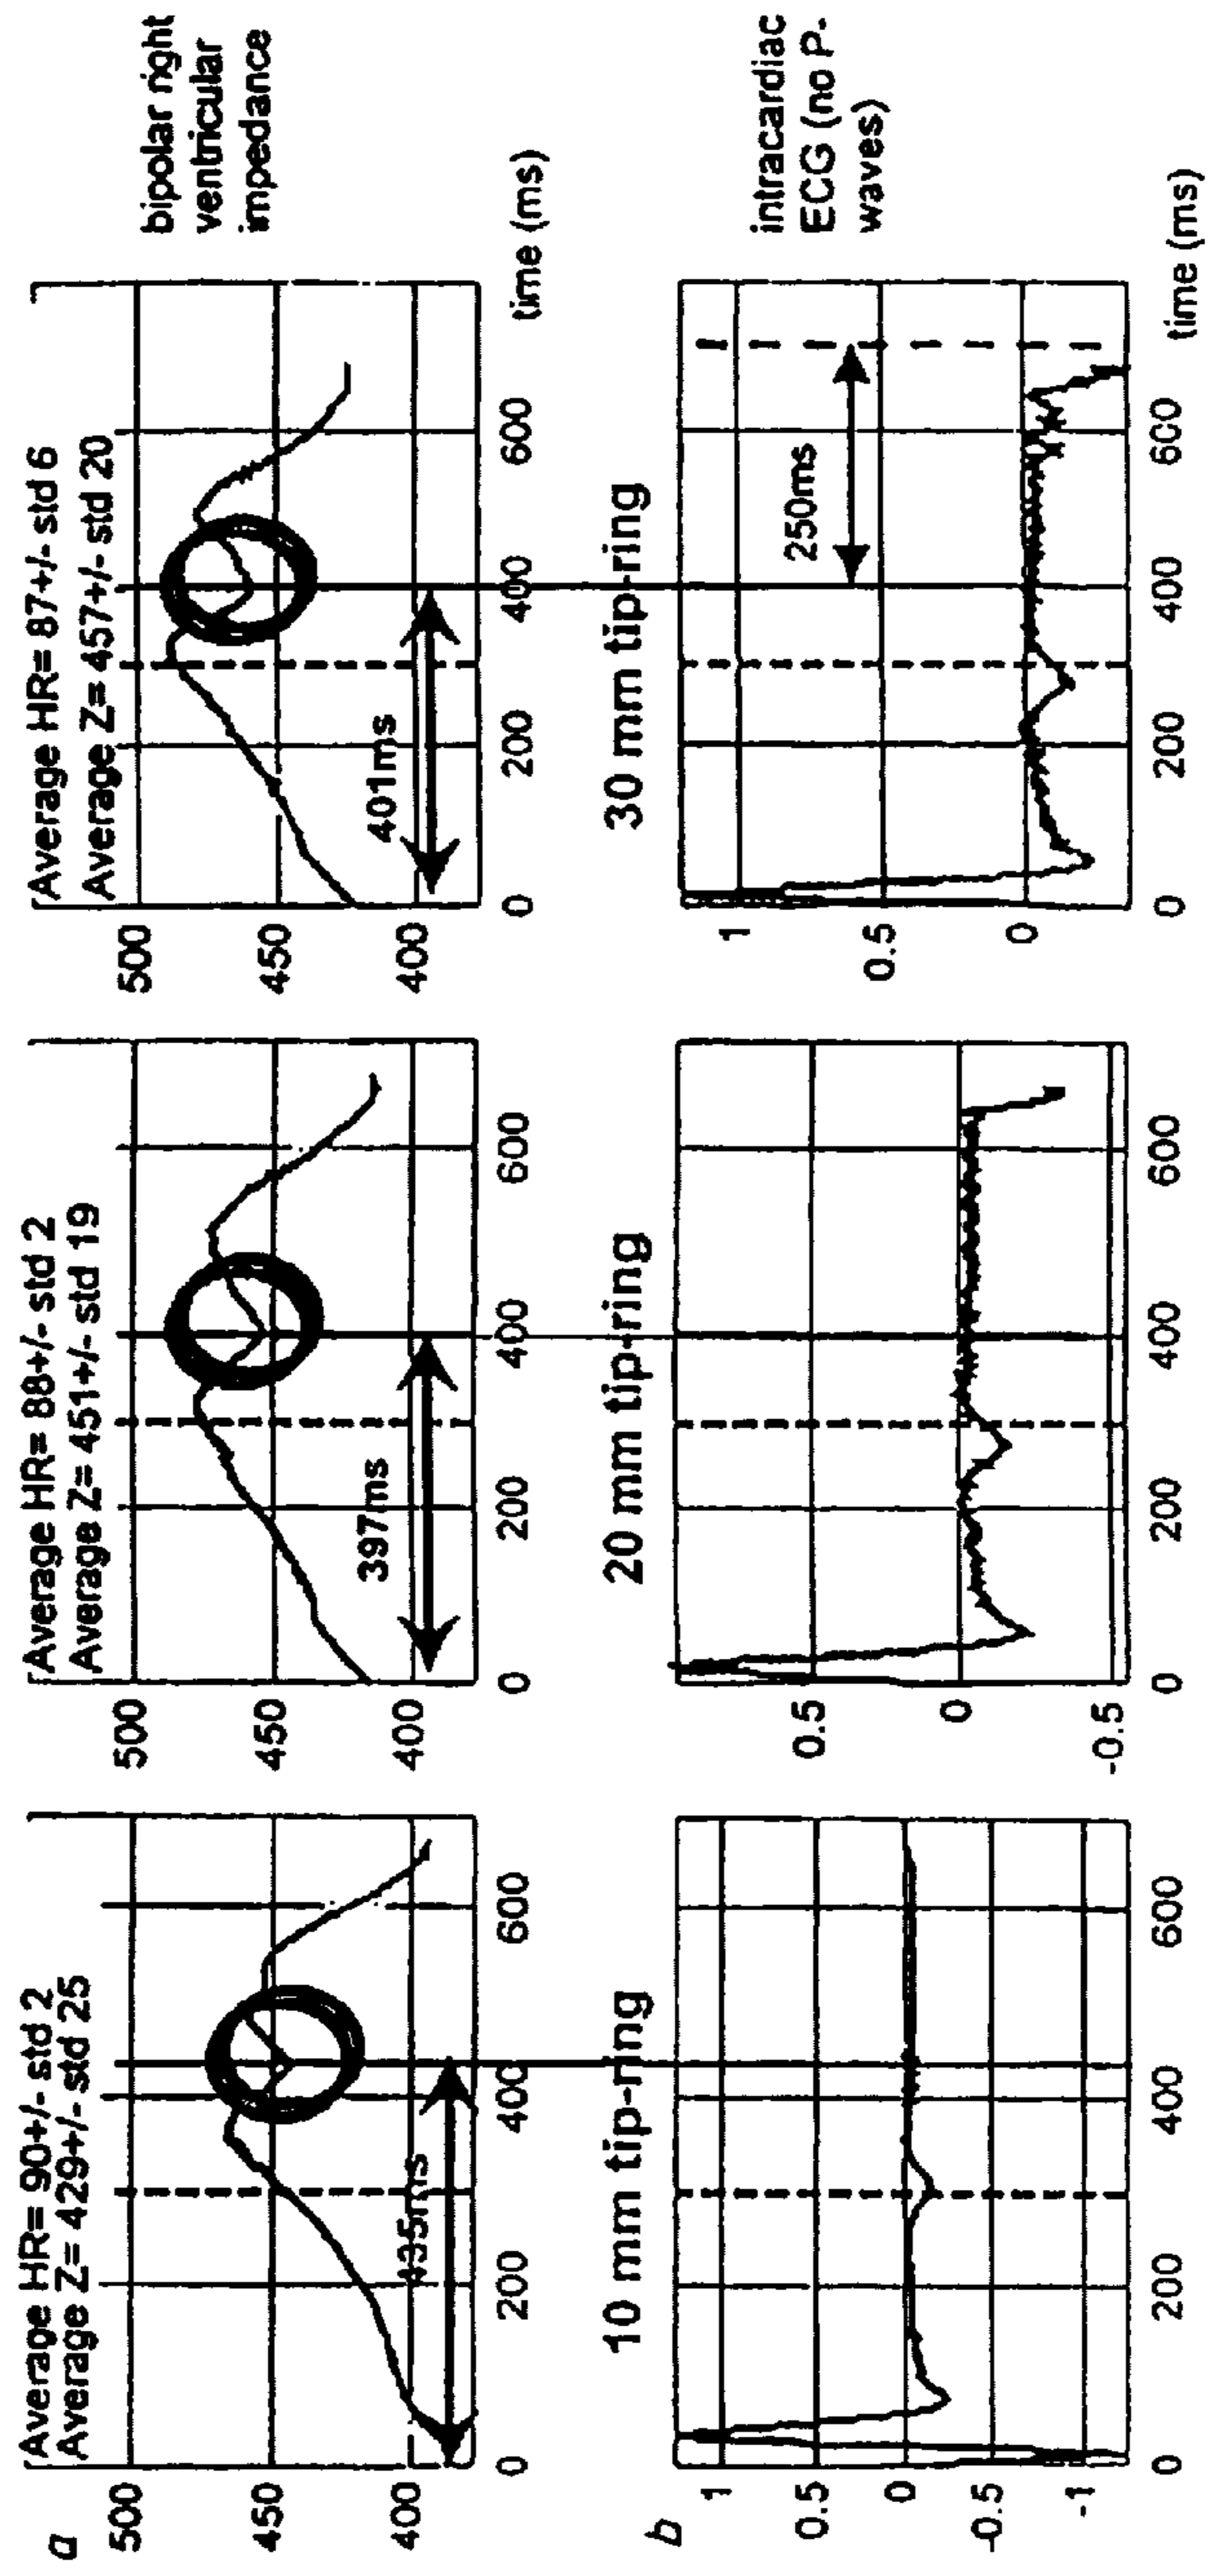 a
Average HR= 90+/- std 2
Average Z= 429+/- std 25
500
450
400
435ms
0
200
400
600
Average HR= 88+/- std 2
Average Z= 451+/- std 19
500
450
400
397ms
0
200
400
600
Average HR= 87+/- std 6
Average Z= 457+/- std 20
500
450
400
401ms
0
200
400
600
time (ms)
bipolar right
ventricular
impedance
b
10 mm tip-ring
1
0.5
0
-0.5
-1
0
200
400
600
20 mm tip-ring
0.5
0
-0.5
0
200
400
600
30 mm tip-ring
1
0.5
0
250ms
0
200
400
600
time (ms)
intracardiac
ECG (no P-
waves)